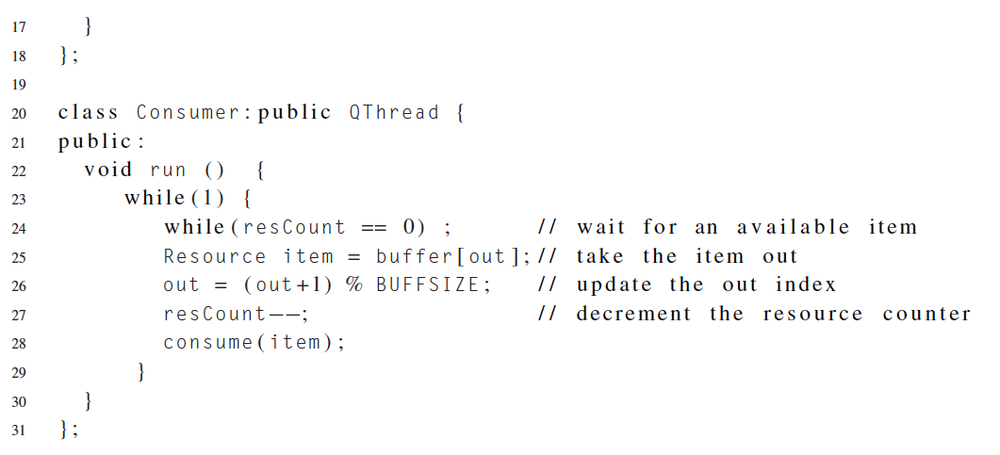 17 }
18 };
19
20 class Consumer:public QThread {
21 public:
22 void run () {
23 while(1) {
24 while(resCount == 0) ; // wait for an available item
25 Resource item = buffer[out];// take the item out
26 out = (out+1) % BUFFSIZE; // update the out index
27 resCount--; // decrement the resource counter
28 consume(item);
29 }
30 }
31 };